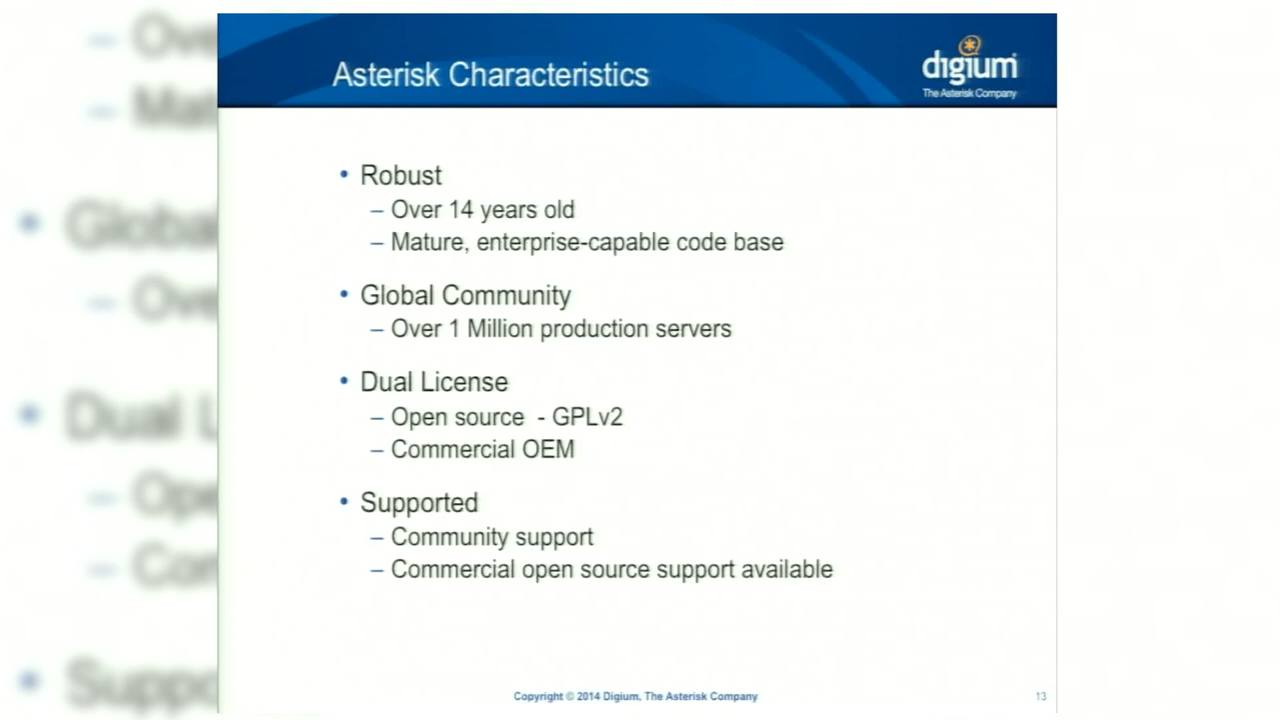 Asterisk Characteristics
digium
The Asterisk Company
• Robust
– Over 14 years old
– Mature, enterprise-capable code base
• Global Community
– Over 1 Million production servers
• Dual License
– Open source - GPLv2
– Commercial OEM
• Supported
– Community support
– Commercial open source support available
Copyright © 2014 Digium, The Asterisk Company
13